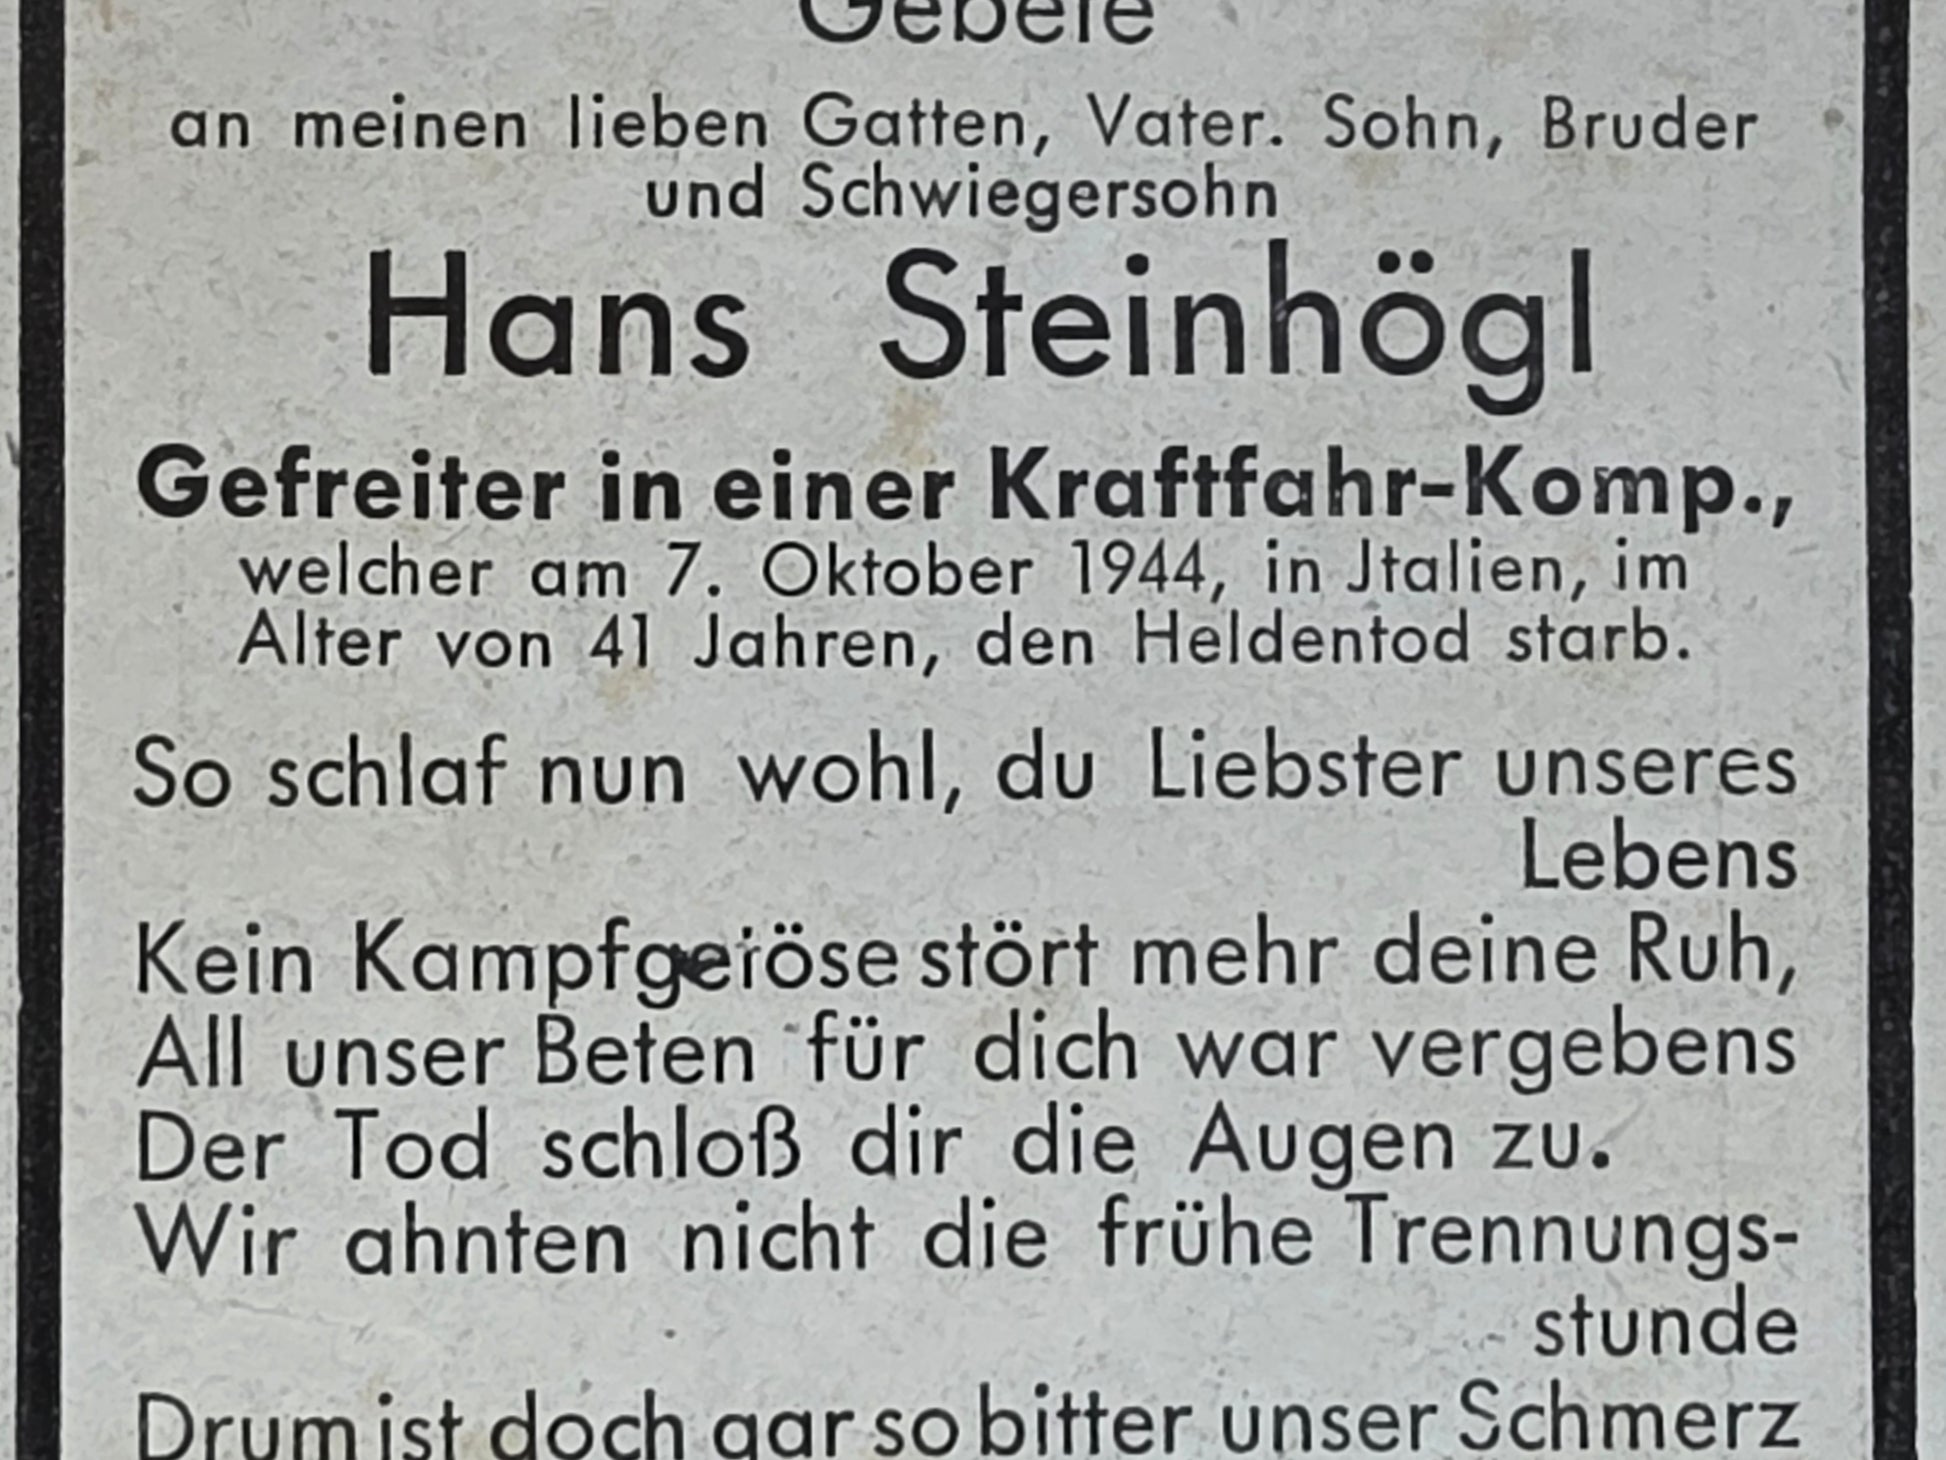 Gebete
an meinen lieben Gatten, Vater. Sohn, Bruder
und Schwiegersohn
Hans Steinhögl
Gefreiter in einer Kraftfahr-Komp.,
welcher am 7. Oktober 1944, in Jtalien, im
Alter von 41 Jahren, den Heldentod starb.
So schlaf nun wohl, du Liebster unseres
Lebens
Kein Kampfgetöse stört mehr deine Ruh,
All unser Beten für dich war vergebens
Der Tod schloß dir die Augen zu.
Wir ahnten nicht die frühe Trennungs-
stunde
Drum ist doch gar so bitter unser Schmerz